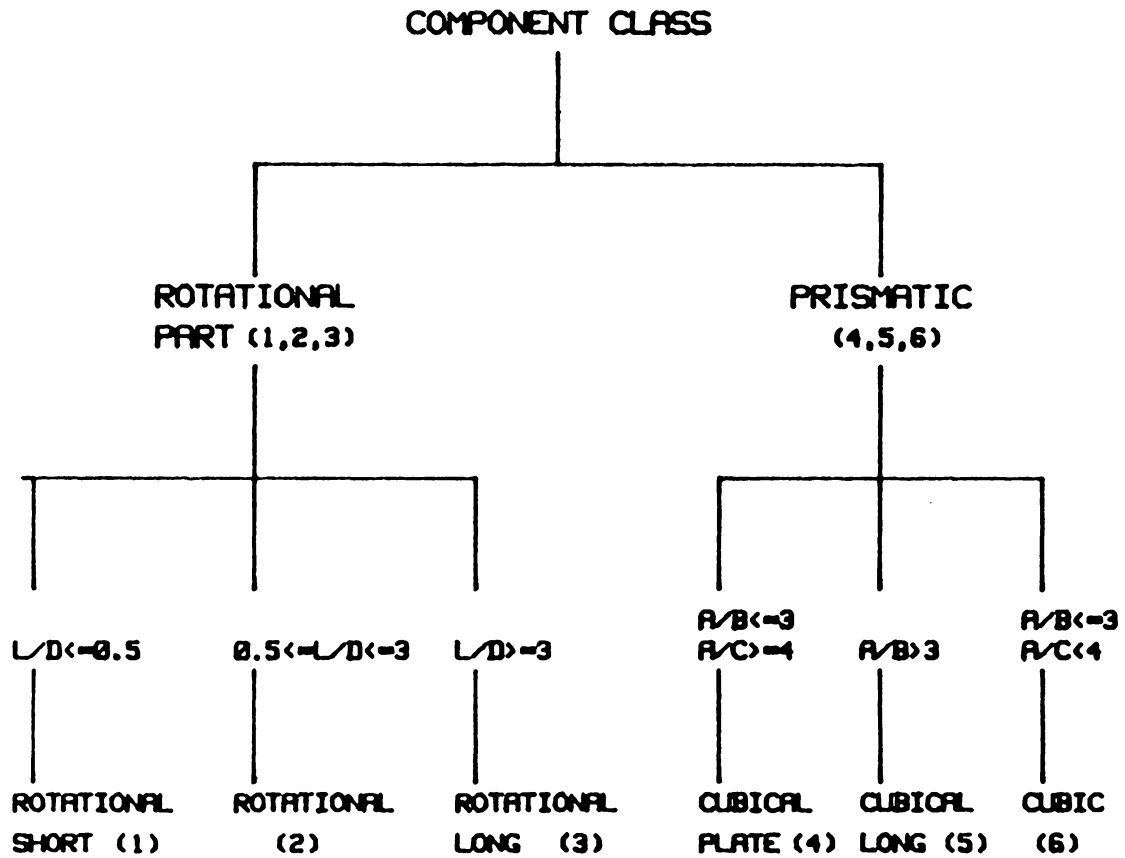 COMPONENT CLASS
ROTATIONAL
PART (1,2,3)
PRISMATIC
(4,5,6)
L/D<=0.5
0.5<=L/D<=3
L/D>=3
A/B<=3
A/C>=4
A/B>3
A/B<=3
A/C<4
ROTATIONAL
SHORT (1)
ROTATIONAL
(2)
ROTATIONAL
LONG (3)
CUBICAL
PLATE (4)
CUBICAL
LONG (5)
CUBIC
(6)